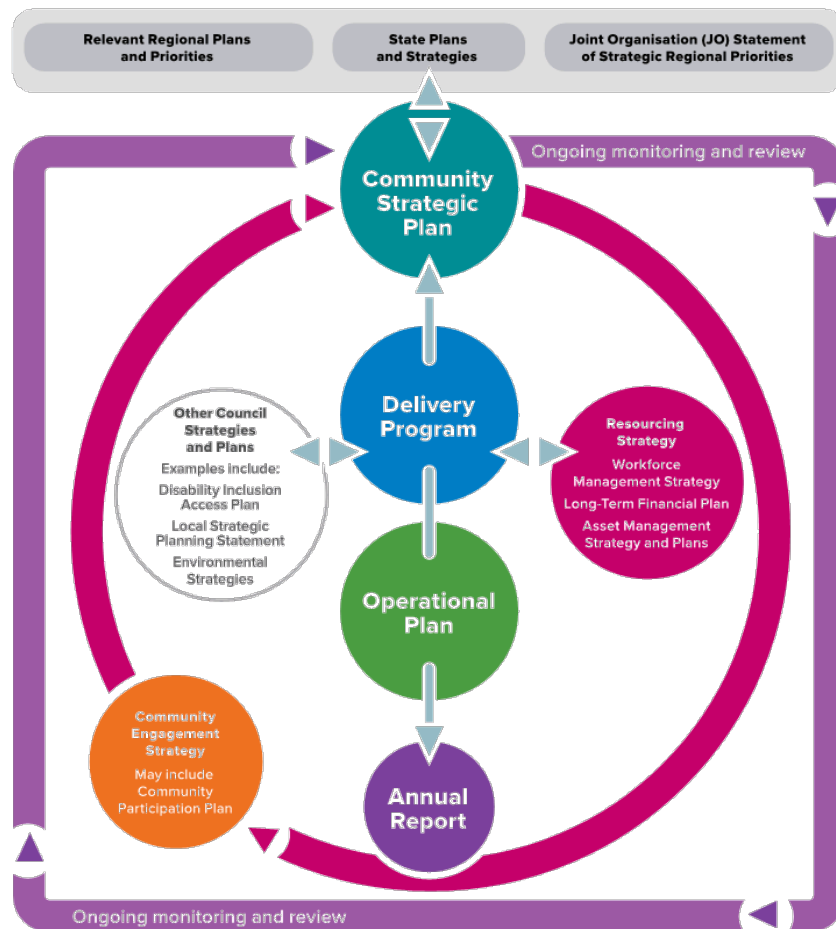 Relevant Regional Plans
and Priorities
State Plans
and Strategies
Joint Organisation (JO) Statement
of Strategic Regional Priorities
Ongoing monitoring and review
Community
Strategic
Plan
Delivery
Program
Other Council
Strategies
and Plans
Examples include:
Disability Inclusion
Access Plan
Local Strategic
Planning Statement
Environmental
Strategies
Resourcing
Strategy
Workforce
Management Strategy
Long-Term Financial Plan
Asset Management
Strategy and Plans
Operational
Plan
Community
Engagement
Strategy
May include
Community
Participation Plan
Annual
Report
Ongoing monitoring and review